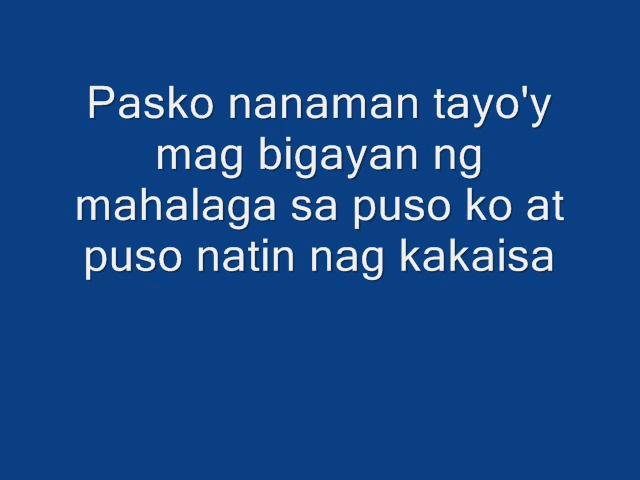 Pasko nanaman tayo'y
mag bigayan ng
mahalaga sa puso ko at
puso natin nag kakaisa